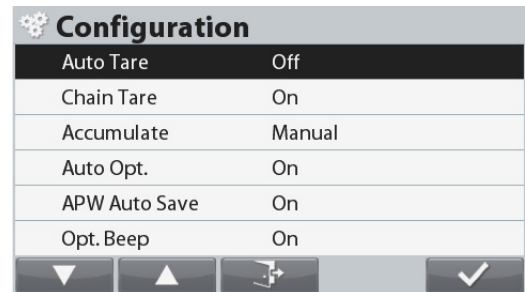 Configuration
Auto Tare Off
Chain Tare On
Accumulate Manual
Auto Opt. On
APW Auto Save On
Opt. Beep On